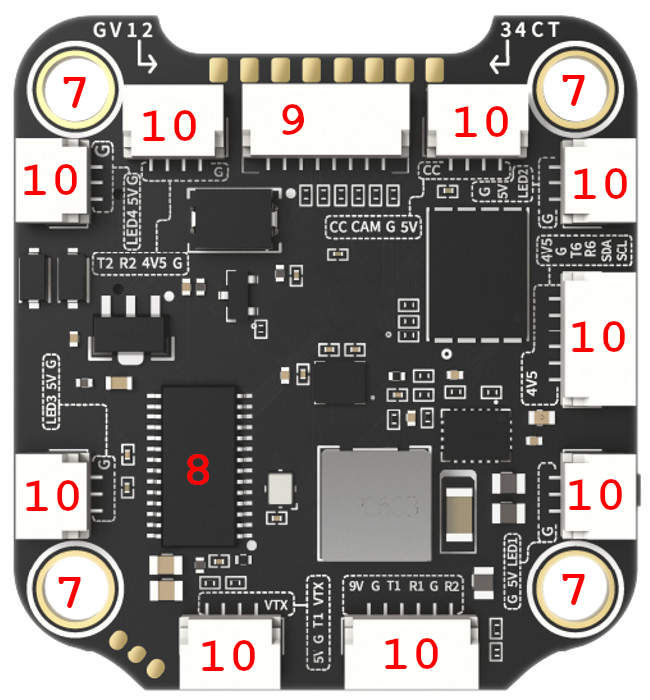 GV12
34CT
7
7
10
9
10
10
10
G
G
CC
LED4 5V G
G 5V
LED2
G
CC CAM G 5V
T2 R2 4V5 G
4V5 G T6 R6 SDA SCL
10
4V5
LED3 5V G
8
G
10
10
G
G 5V LED1
7
7
VTX
5V G T1 VTX
9V G T1 R1 G R2
10
10